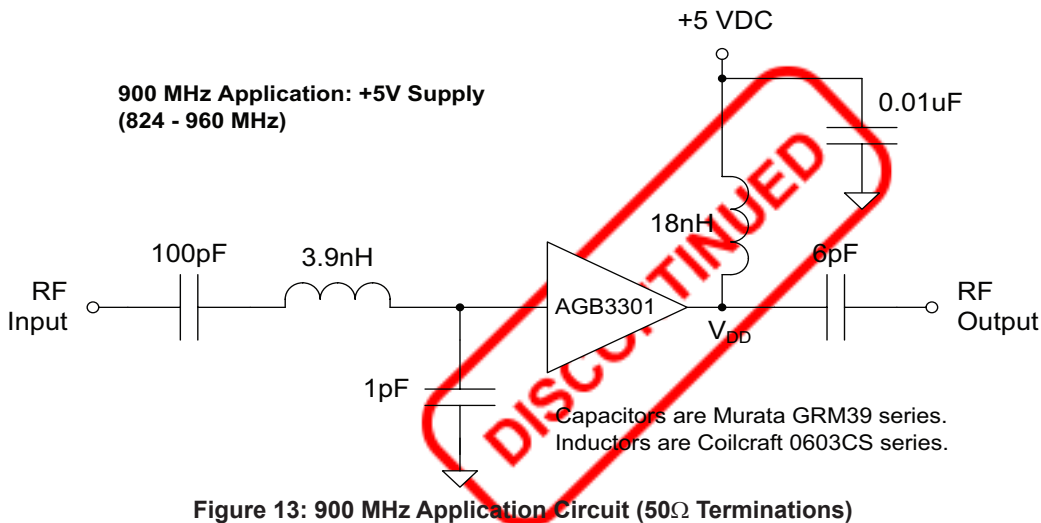 +5 VDC
900 MHz Application: +5V Supply
(824 - 960 MHz)
0.01uF
18nH
100pF
3.9nH
6pF
RF
Input
AGB3301
RF
Output
VDD
1pF
DISCONTINUED
Capacitors are Murata GRM39 series.
Inductors are Coilcraft 0603CS series.
Figure 13: 900 MHz Application Circuit (50Ω Terminations)